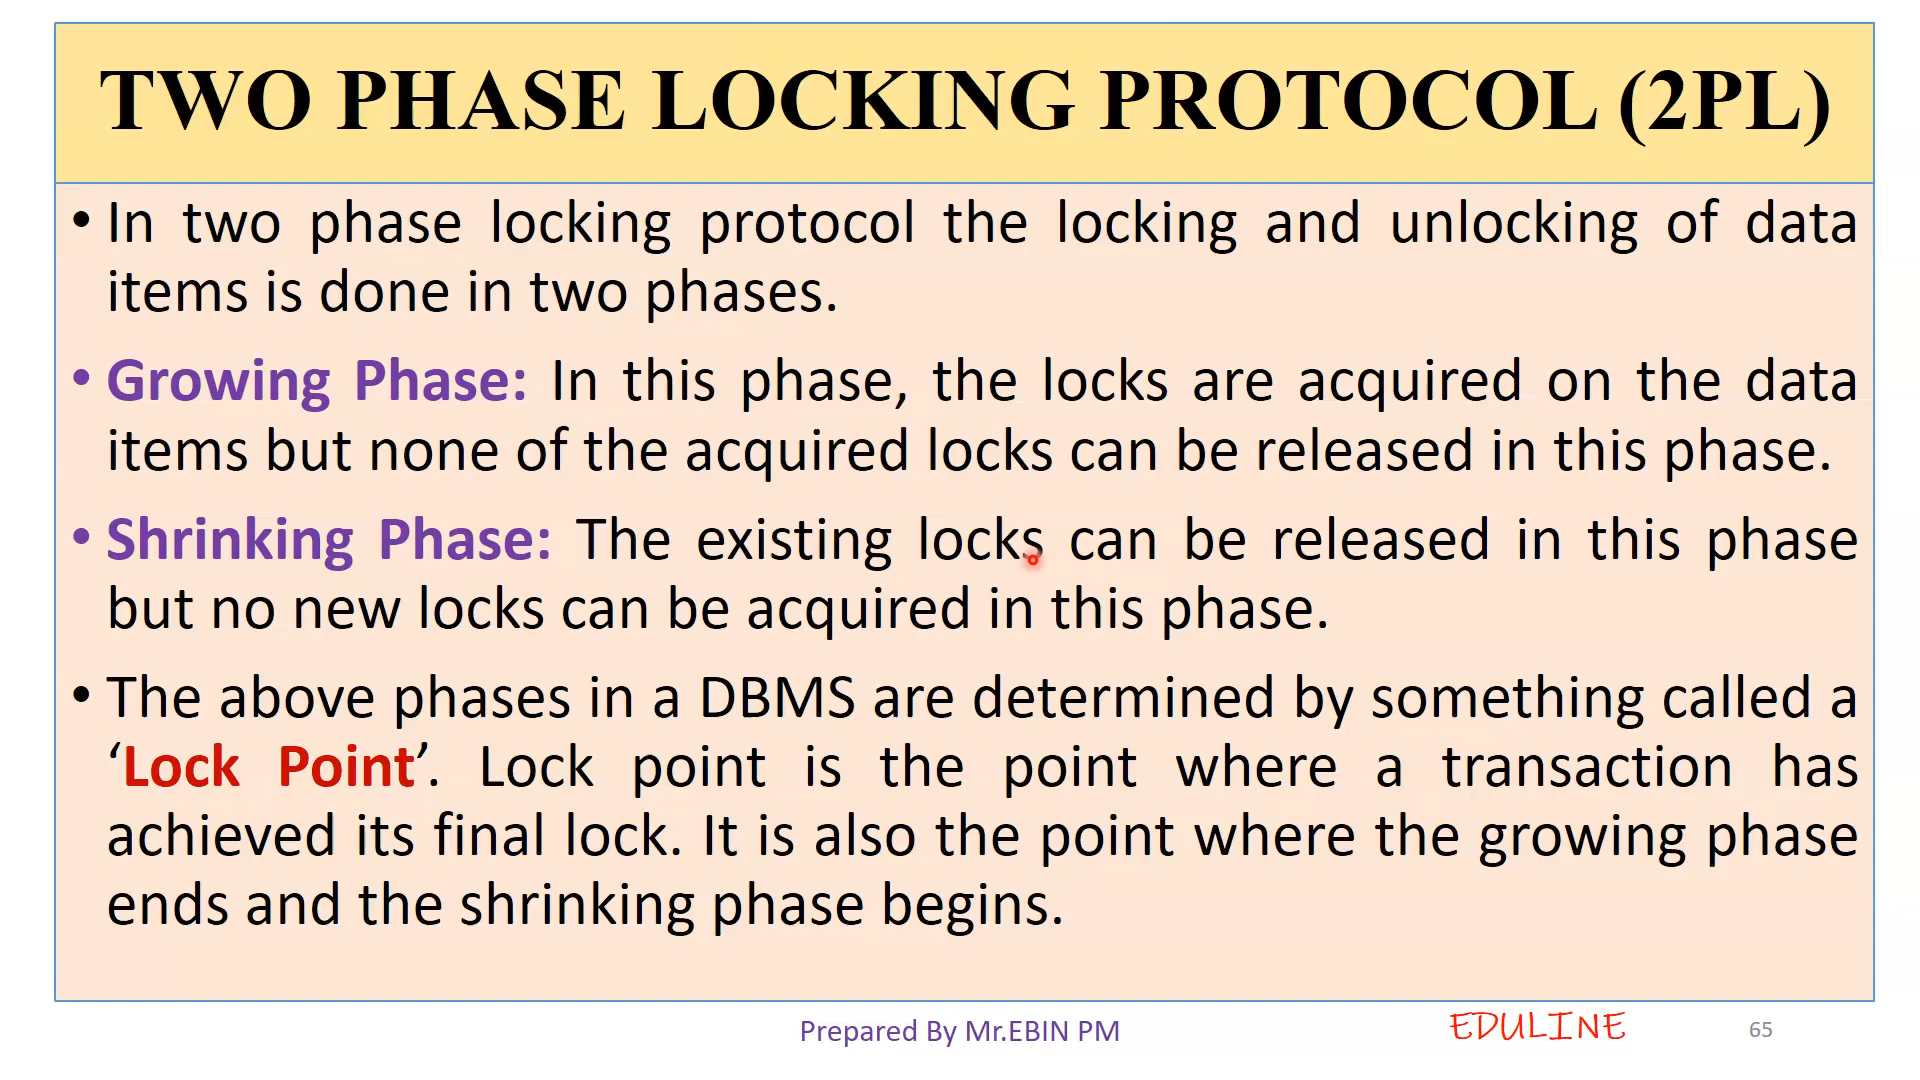 TWO PHASE LOCKING PROTOCOL (2PL)
• In two phase locking protocol the locking and unlocking of data
items is done in two phases.
• Growing Phase: In this phase, the locks are acquired on the data
items but none of the acquired locks can be released in this phase.
• Shrinking Phase: The existing locks can be released in this phase
but no new locks can be acquired in this phase.
• The above phases in a DBMS are determined by something called a
‘Lock Point’. Lock point is the point where a transaction has
achieved its final lock. It is also the point where the growing phase
ends and the shrinking phase begins.
Prepared By Mr.EBIN PM
EDULINE
65